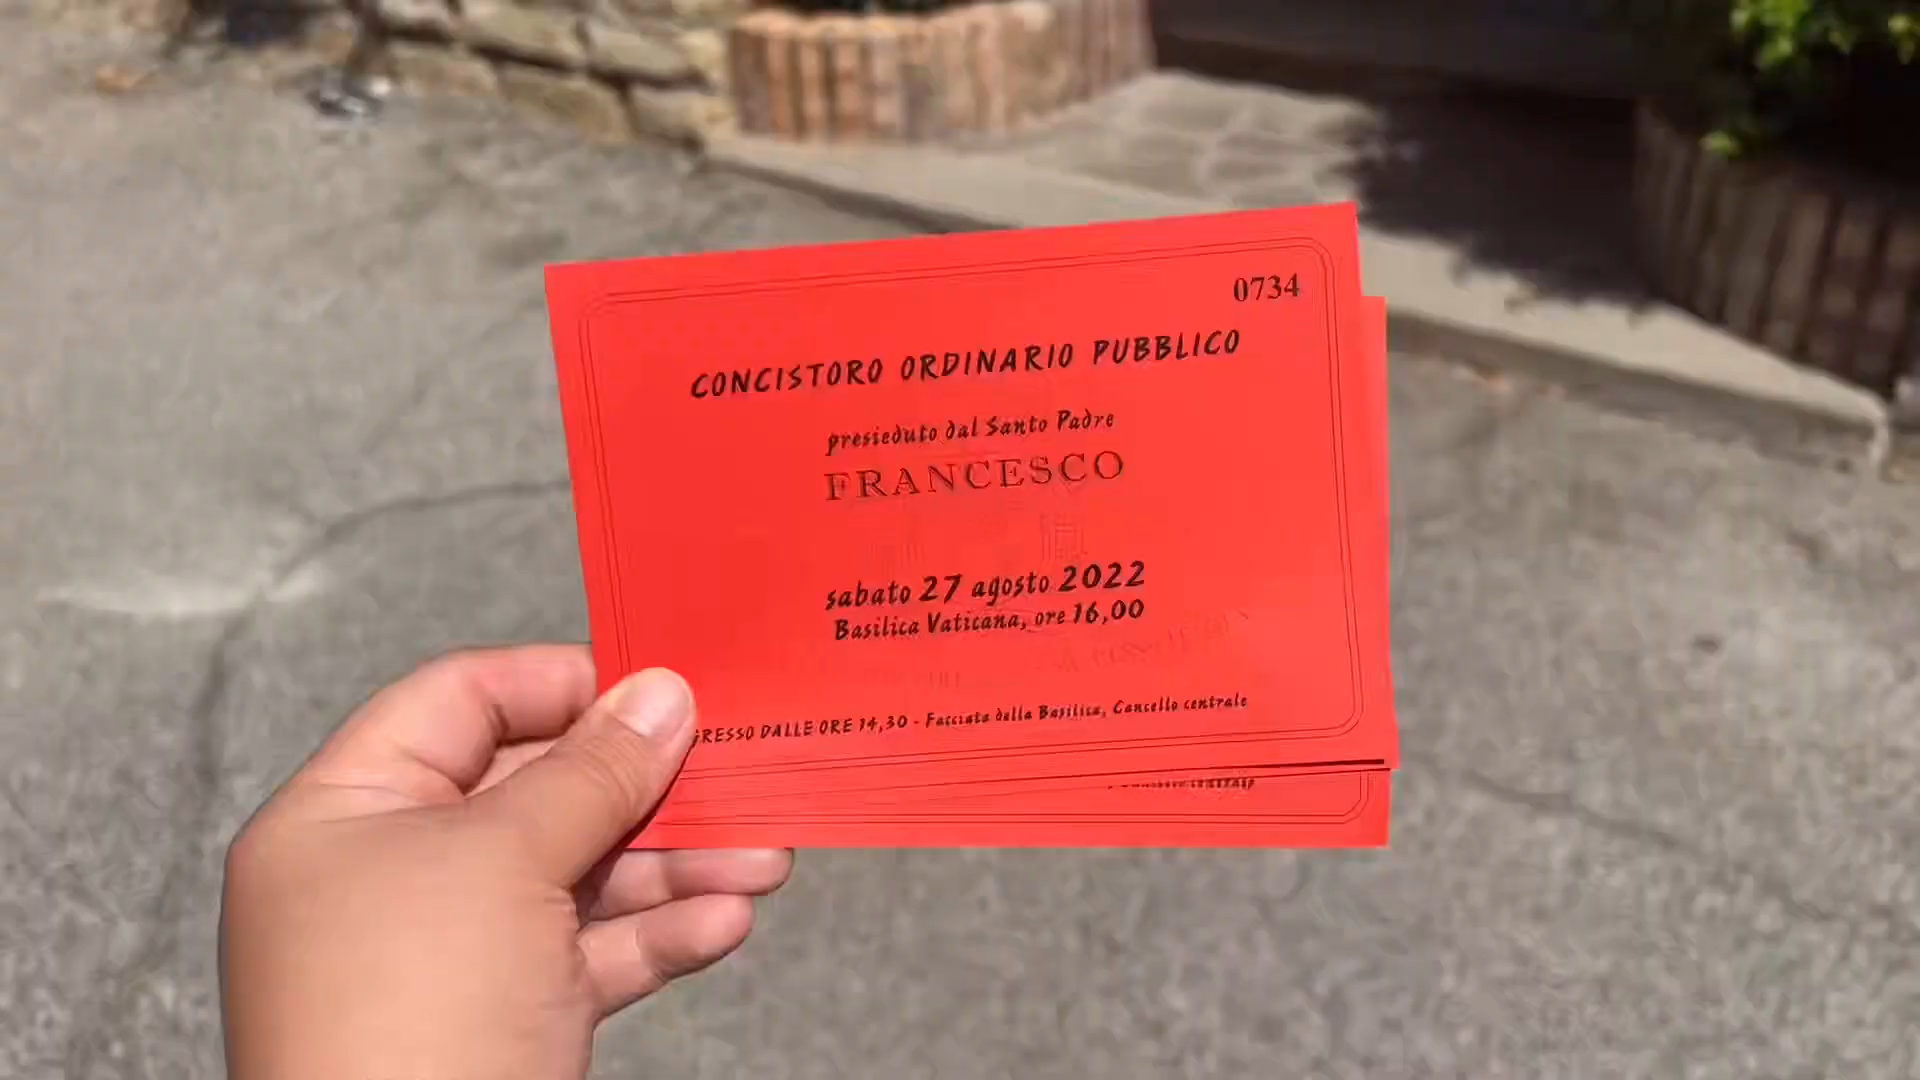 0734
CONCISTORO ORDINARIO PUBBLICO
presieduto dal Santo Padre
FRANCESCO
sabato 27 agosto 2022
Basilica Vaticana, ore 16,00
GRESSO DALLE ORE 14,30 - Facciata della Basilica, Cancello centrale